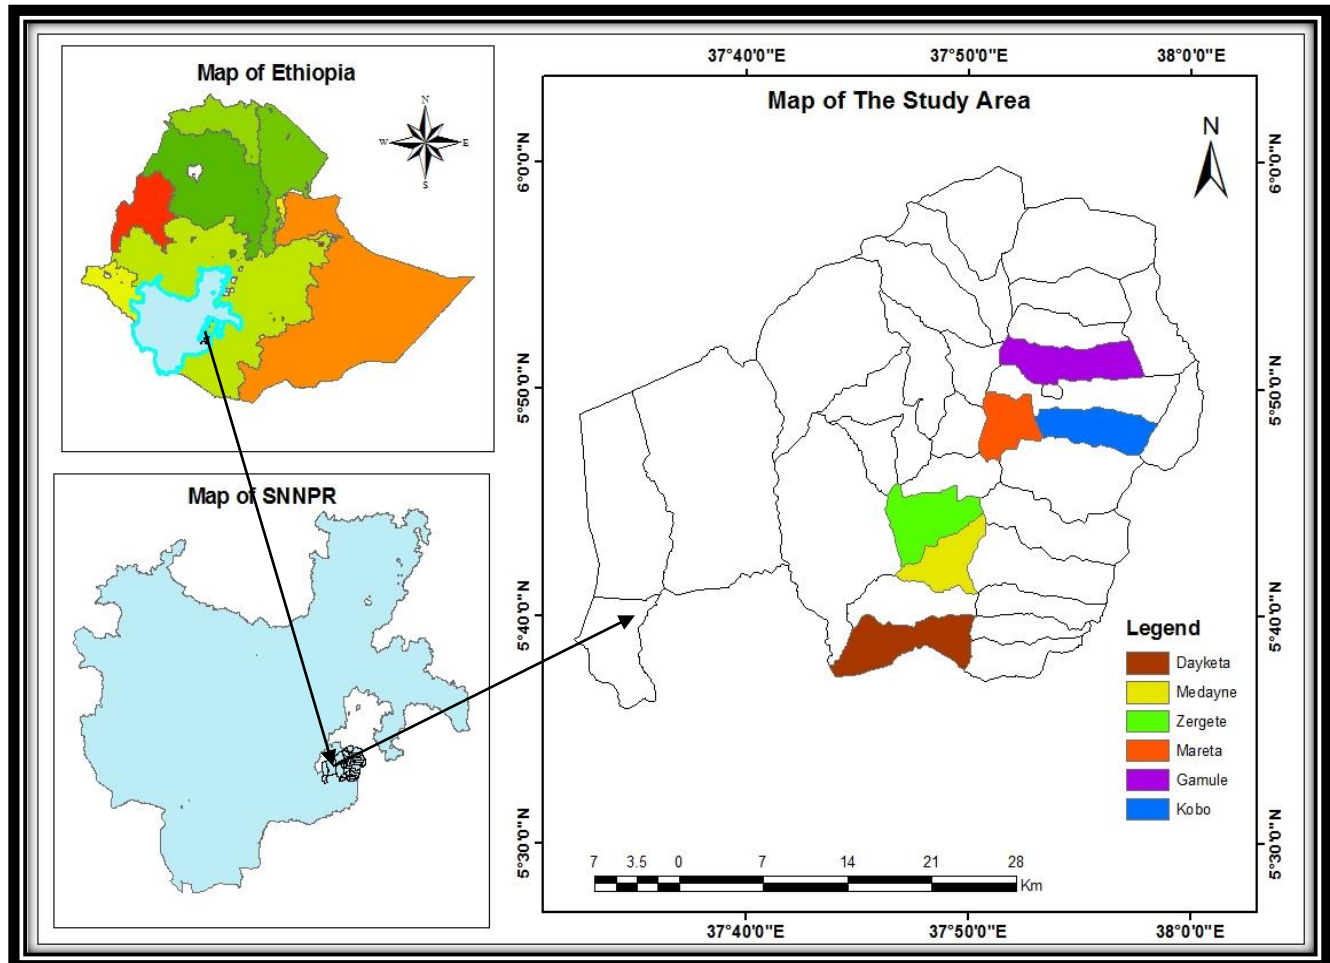 Map of Ethiopia
N
W
E
S
Map of SNNPR
37°40'0"E
37°50'0"E
38°0'0"E
Map of The Study Area
N
6°0'0"N
6°0'0"N
5°50'0"N
5°50'0"N
5°40'0"N
5°40'0"N
5°30'0"N
5°30'0"N
Legend
Dayketa
Medayne
Zergete
Mareta
Gamule
Kobo
7 3.5 0 7 14 21 28
Km
37°40'0"E
37°50'0"E
38°0'0"E